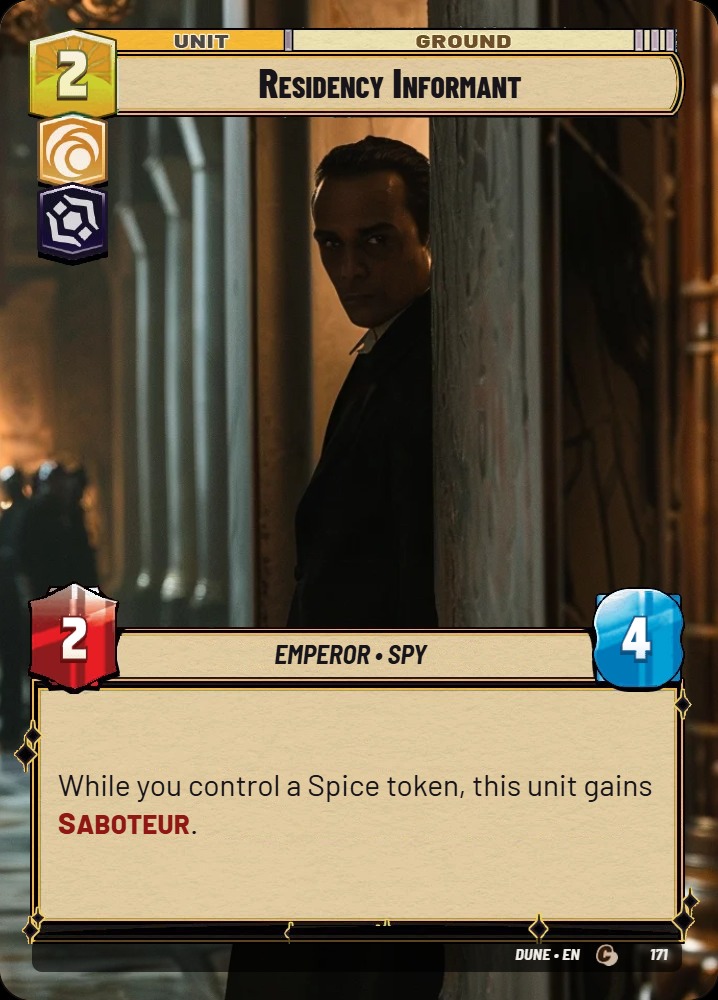 UNIT
GROUND
2
RESIDENCY INFORMANT
2
EMPEROR • SPY
4
While you control a Spice token, this unit gains
SABOTEUR.
DUNE • EN C 171